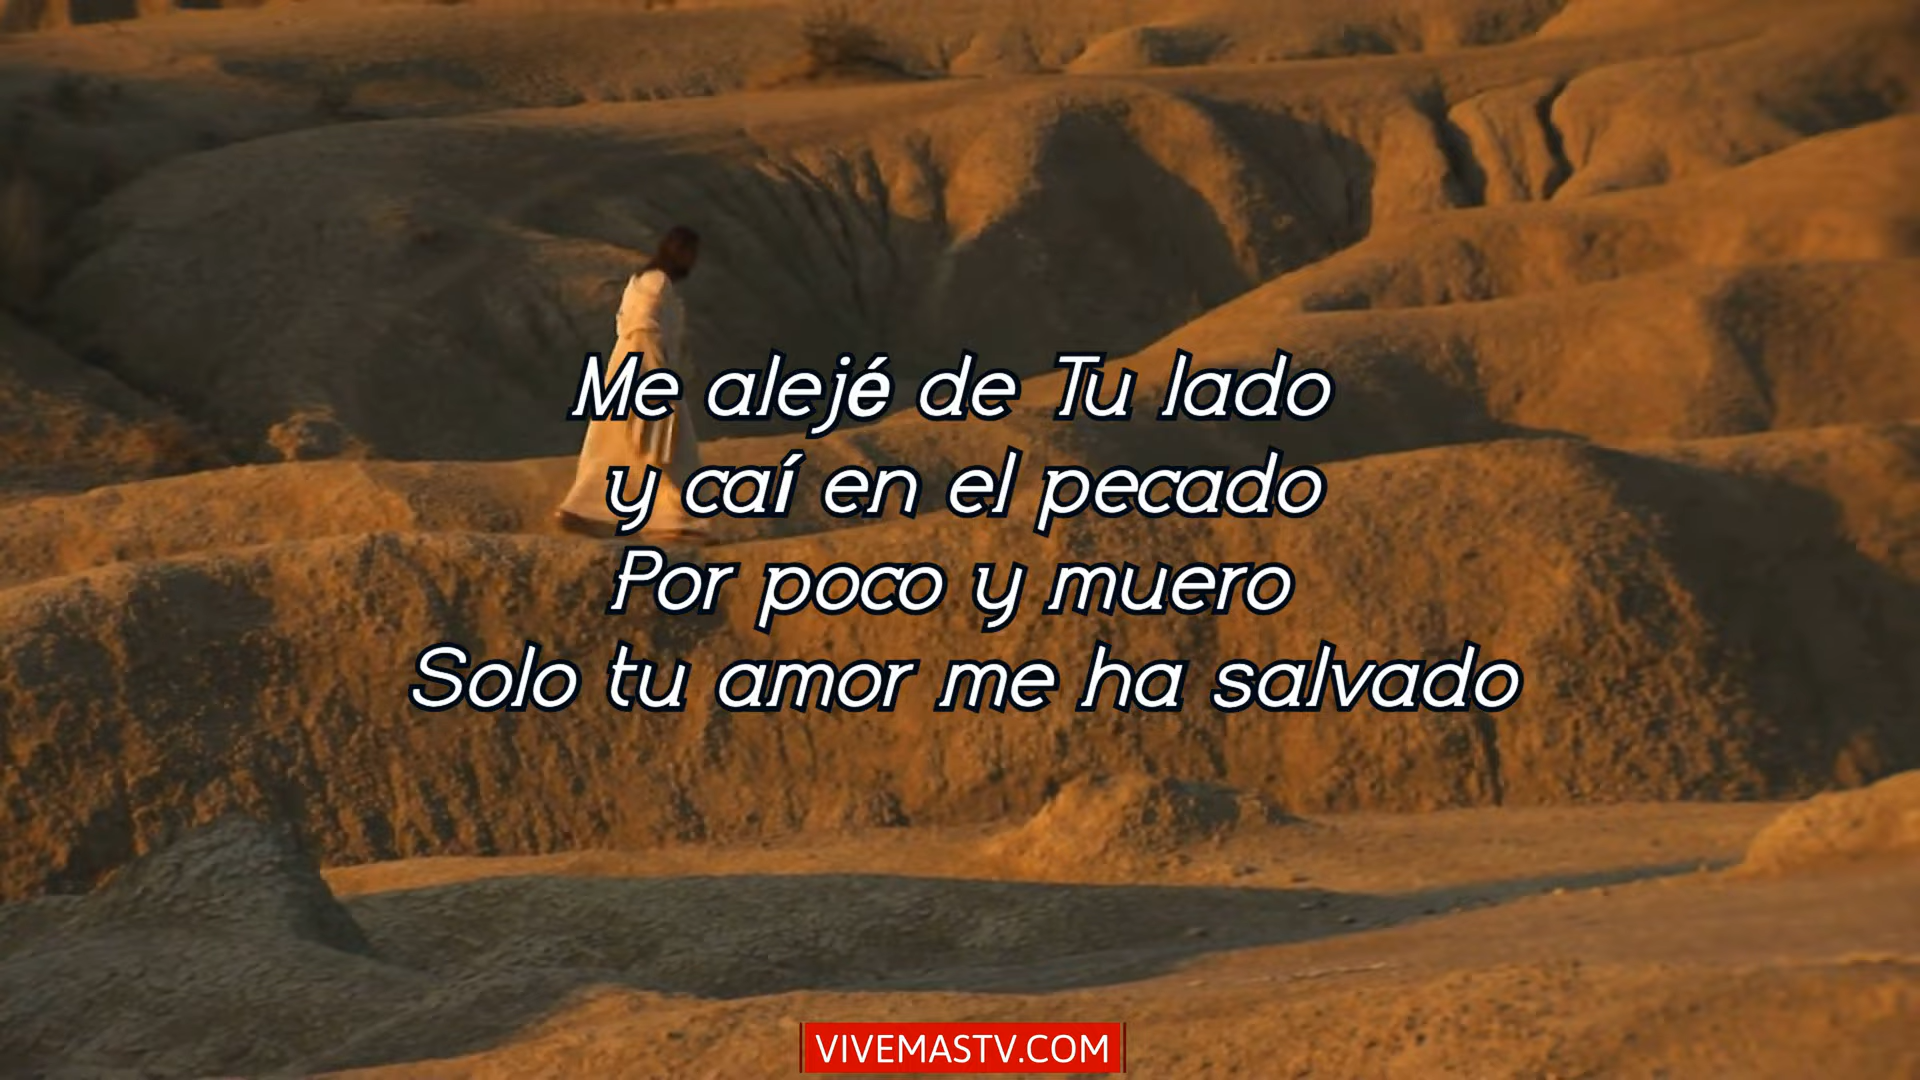 Me alejé de Tu lado
y caí en el pecado
Por poco y muero
Solo tu amor me ha salvado
VIVEMASTV.COM